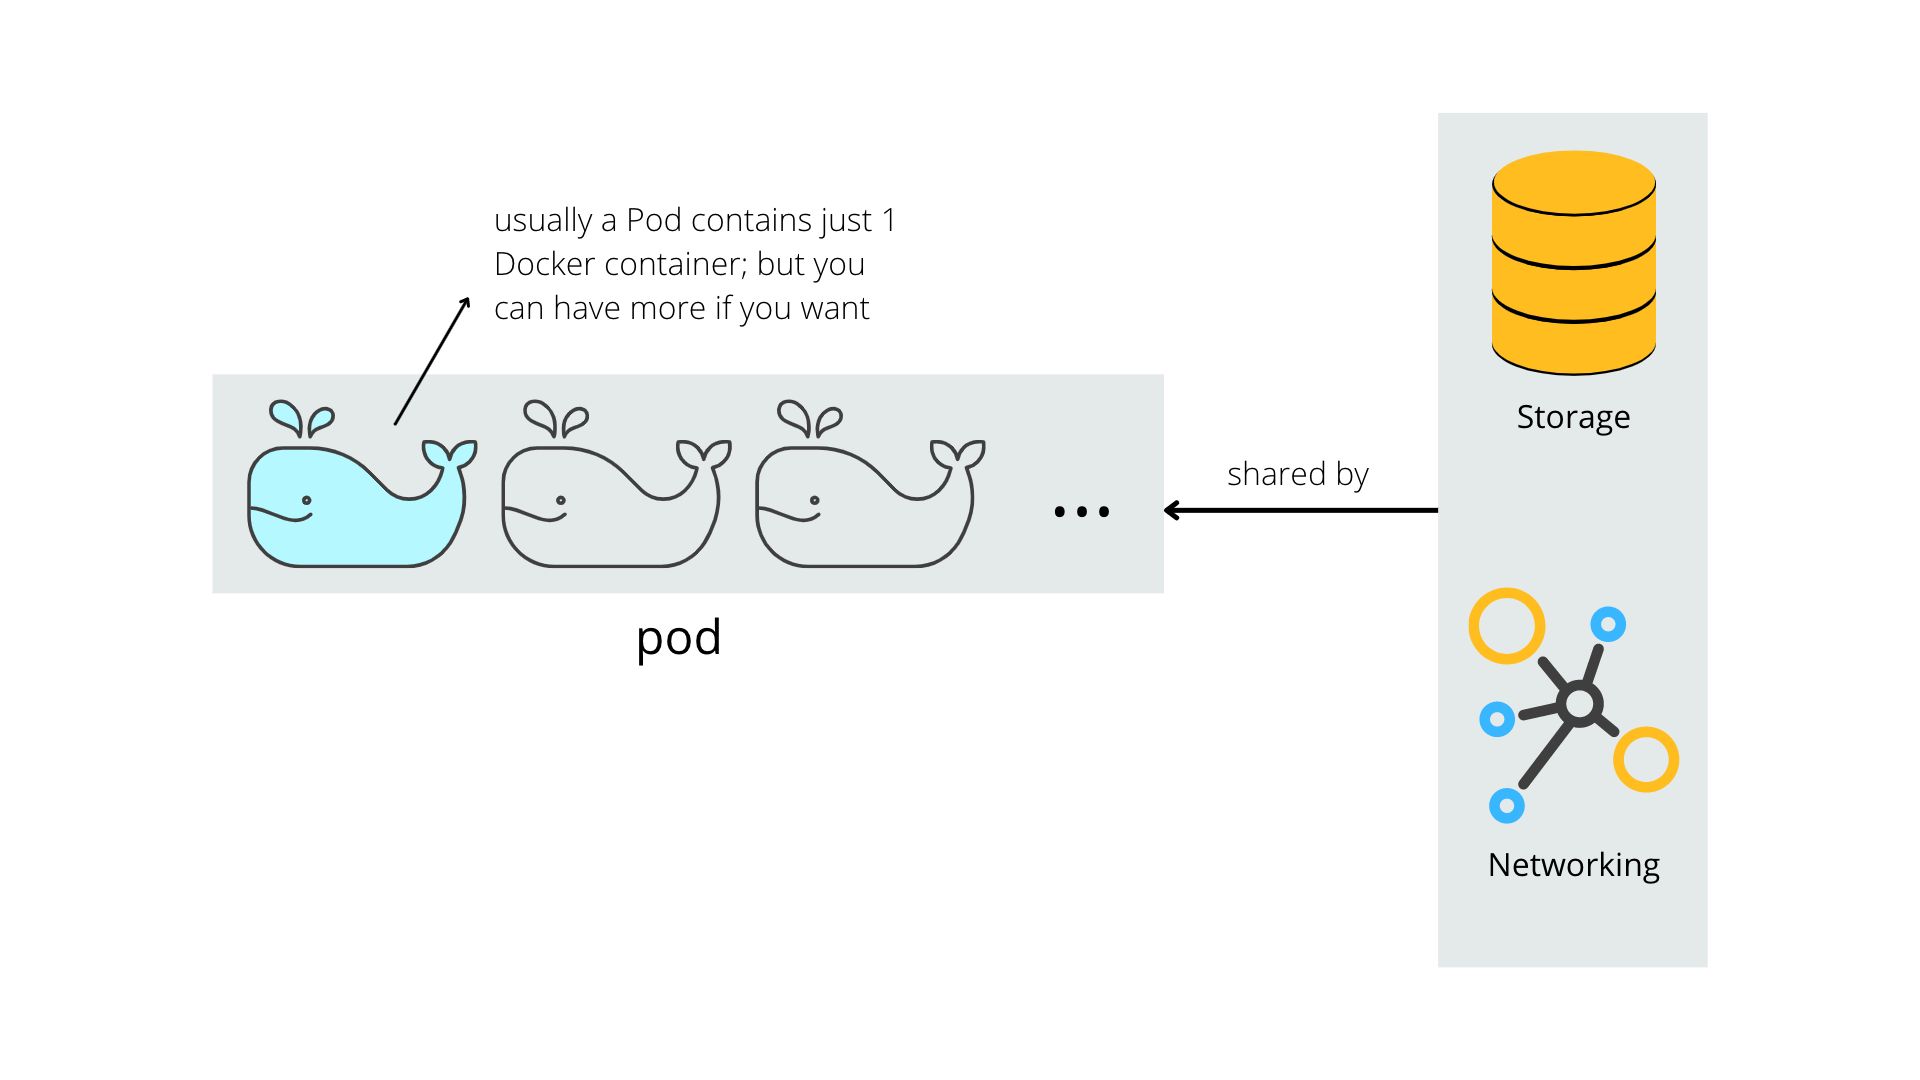 usually a Pod contains just 1
Docker container; but you
can have more if you want
Storage
shared by
...
pod
Networking